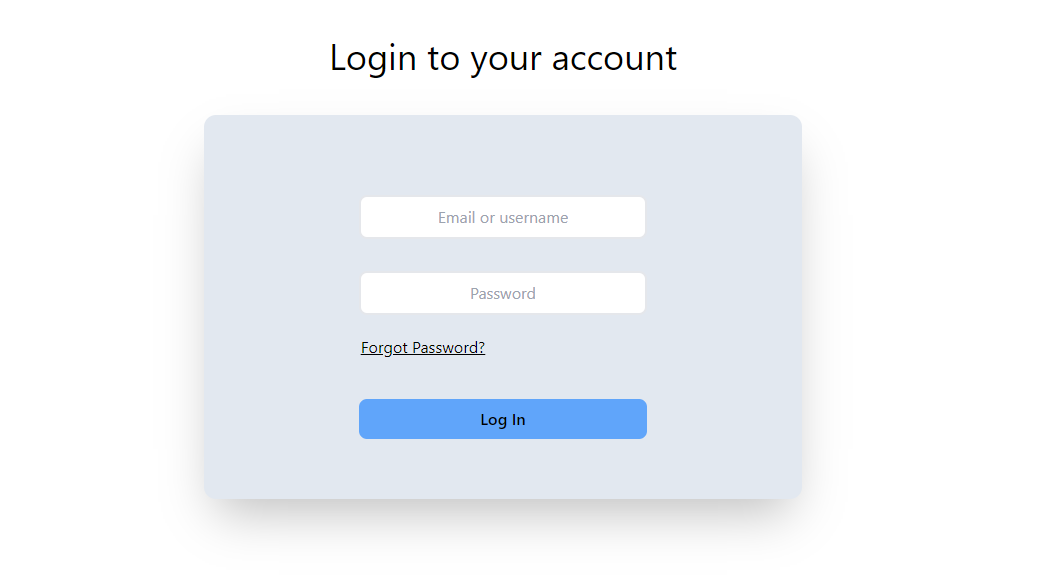 Login to your account
Email or username
Password
Forgot Password?
Log In